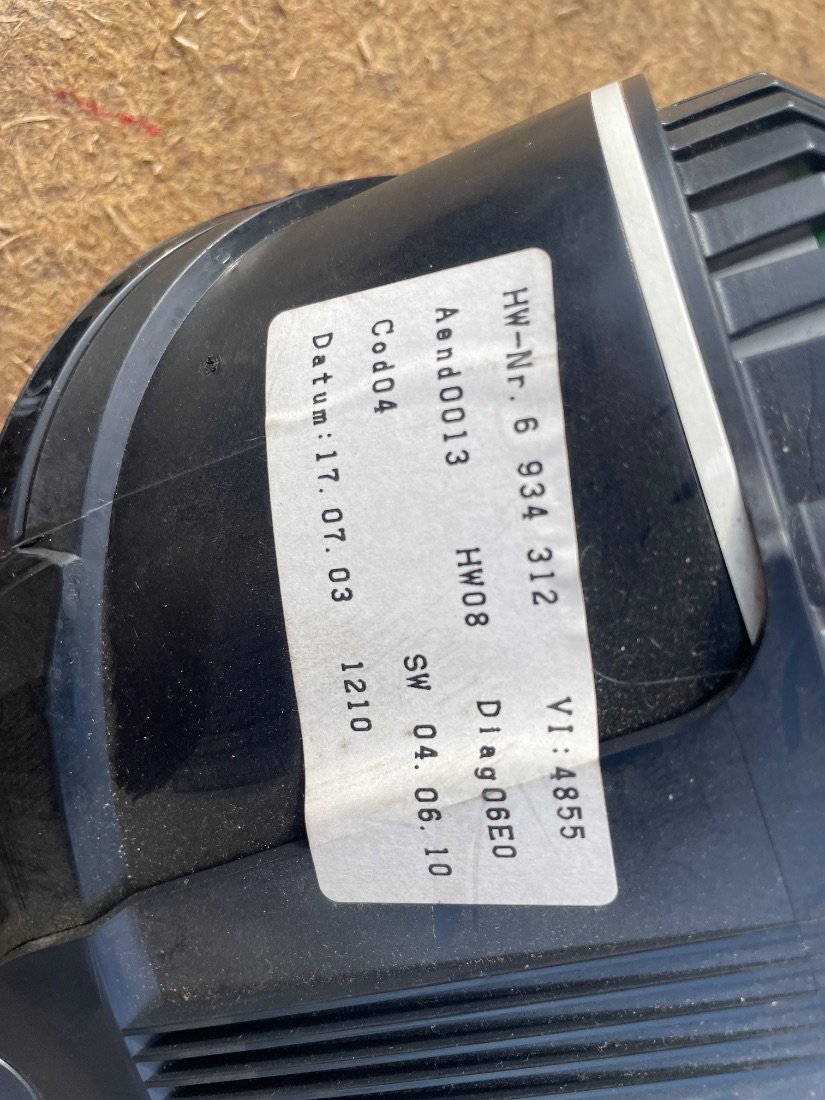 HW-Nr. 6 934 312 VI:4855
Aend0013 HW08 Diag06E0
Cod04 SW 04.06.10
Datum:17.07.03 1210